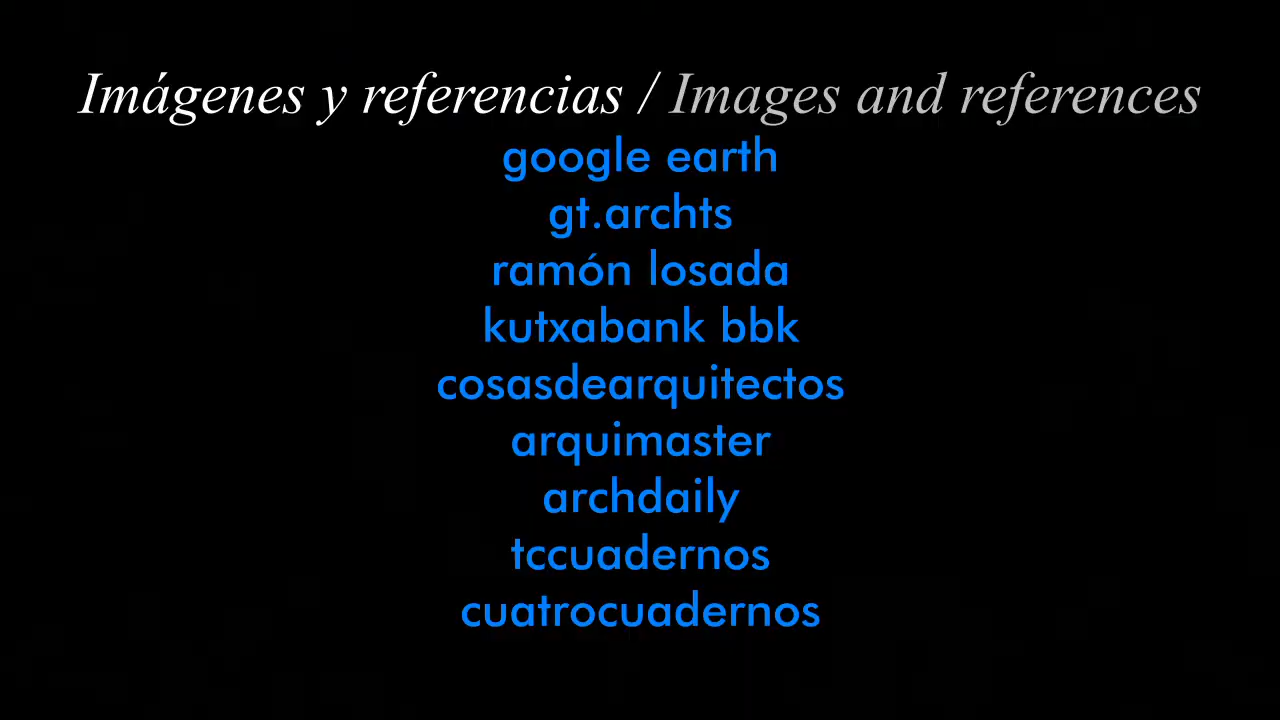 Imágenes y referencias / Images and references
google earth
gt.archts
ramón losada
kutxabank bbk
cosasdearquitectos
arquimaster
archdaily
tccuadernos
cuatrocuadernos